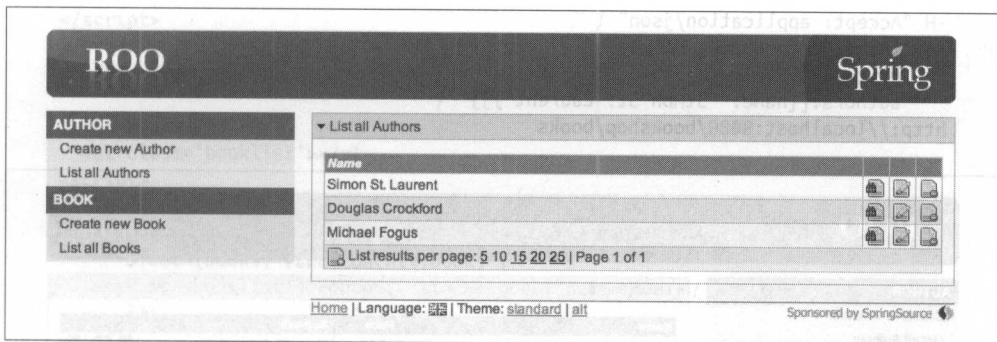 ROO
Spring
AUTHOR
Create new Author
List all Authors
BOOK
Create new Book
List all Books
List all Authors
Name
Simon St. Laurent
Douglas Crockford
Michael Fogus
List results per page: 5 10 15 20 25 | Page 1 of 1
Home | Language: | Theme: standard | alt
Sponsored by SpringSource